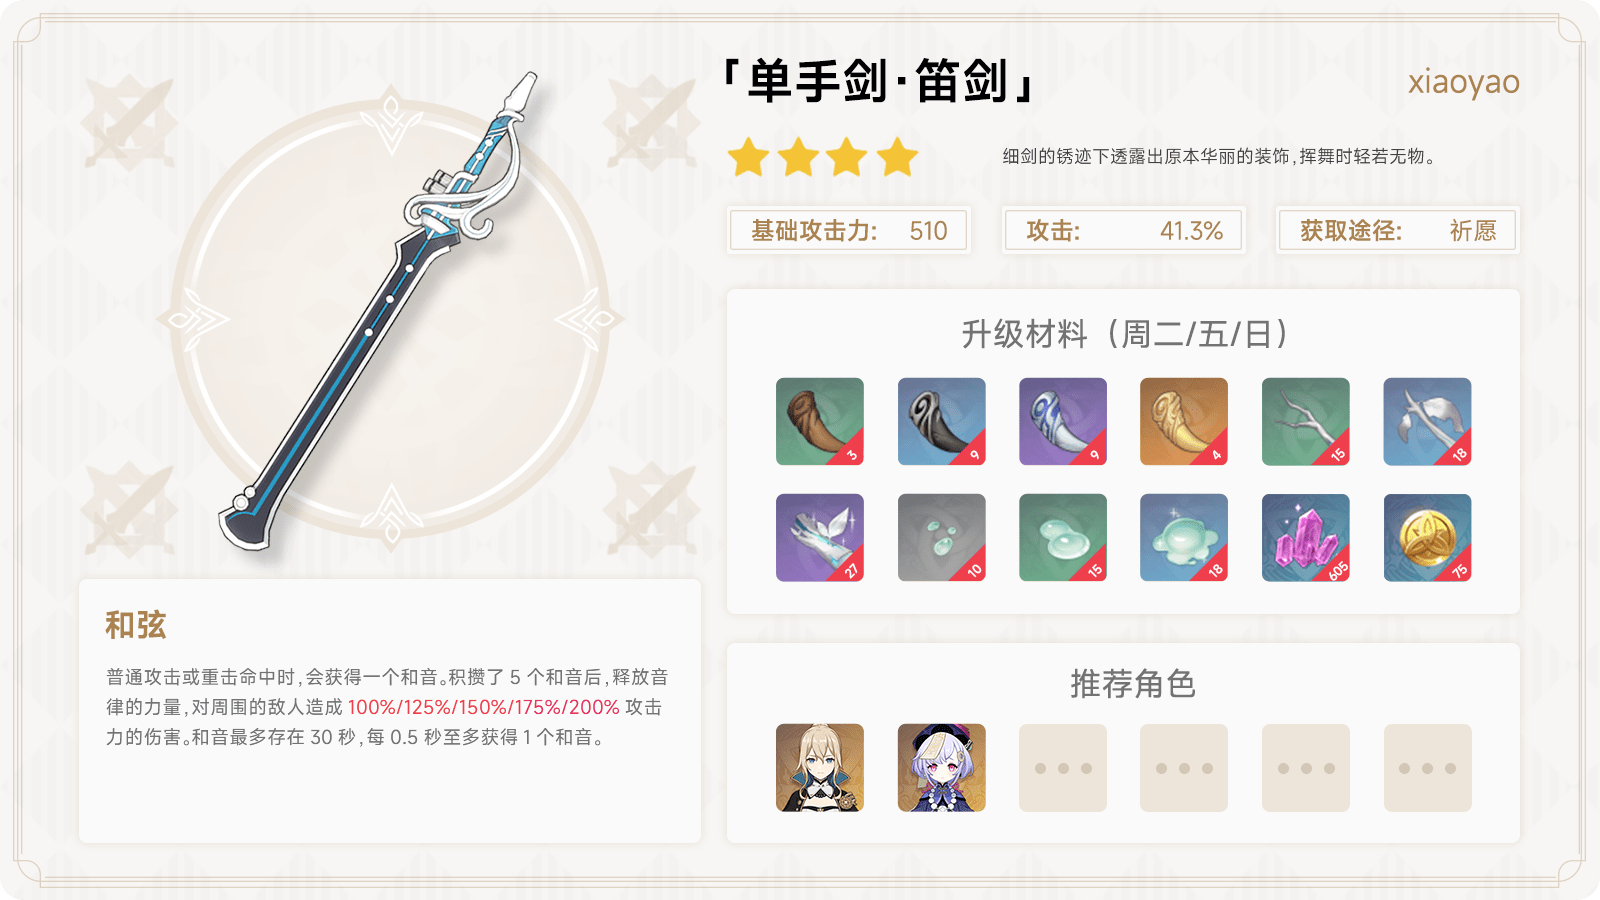 「单手剑·笛剑」
xiaoyao
细剑的锈迹下透露出原本华丽的装饰,挥舞时轻若无物。
基础攻击力: 510
攻击: 41.3%
获取途径: 祈愿
升级材料（周二/五/日）
3 9 9 4 15 18
27 10 15 18 605 75
和弦
普通攻击或重击命中时,会获得一个和音。积攒了 5 个和音后,释放音
律的力量,对周围的敌人造成 100%/125%/150%/175%/200% 攻击
力的伤害。和音最多存在 30 秒,每 0.5 秒至多获得 1 个和音。
推荐角色